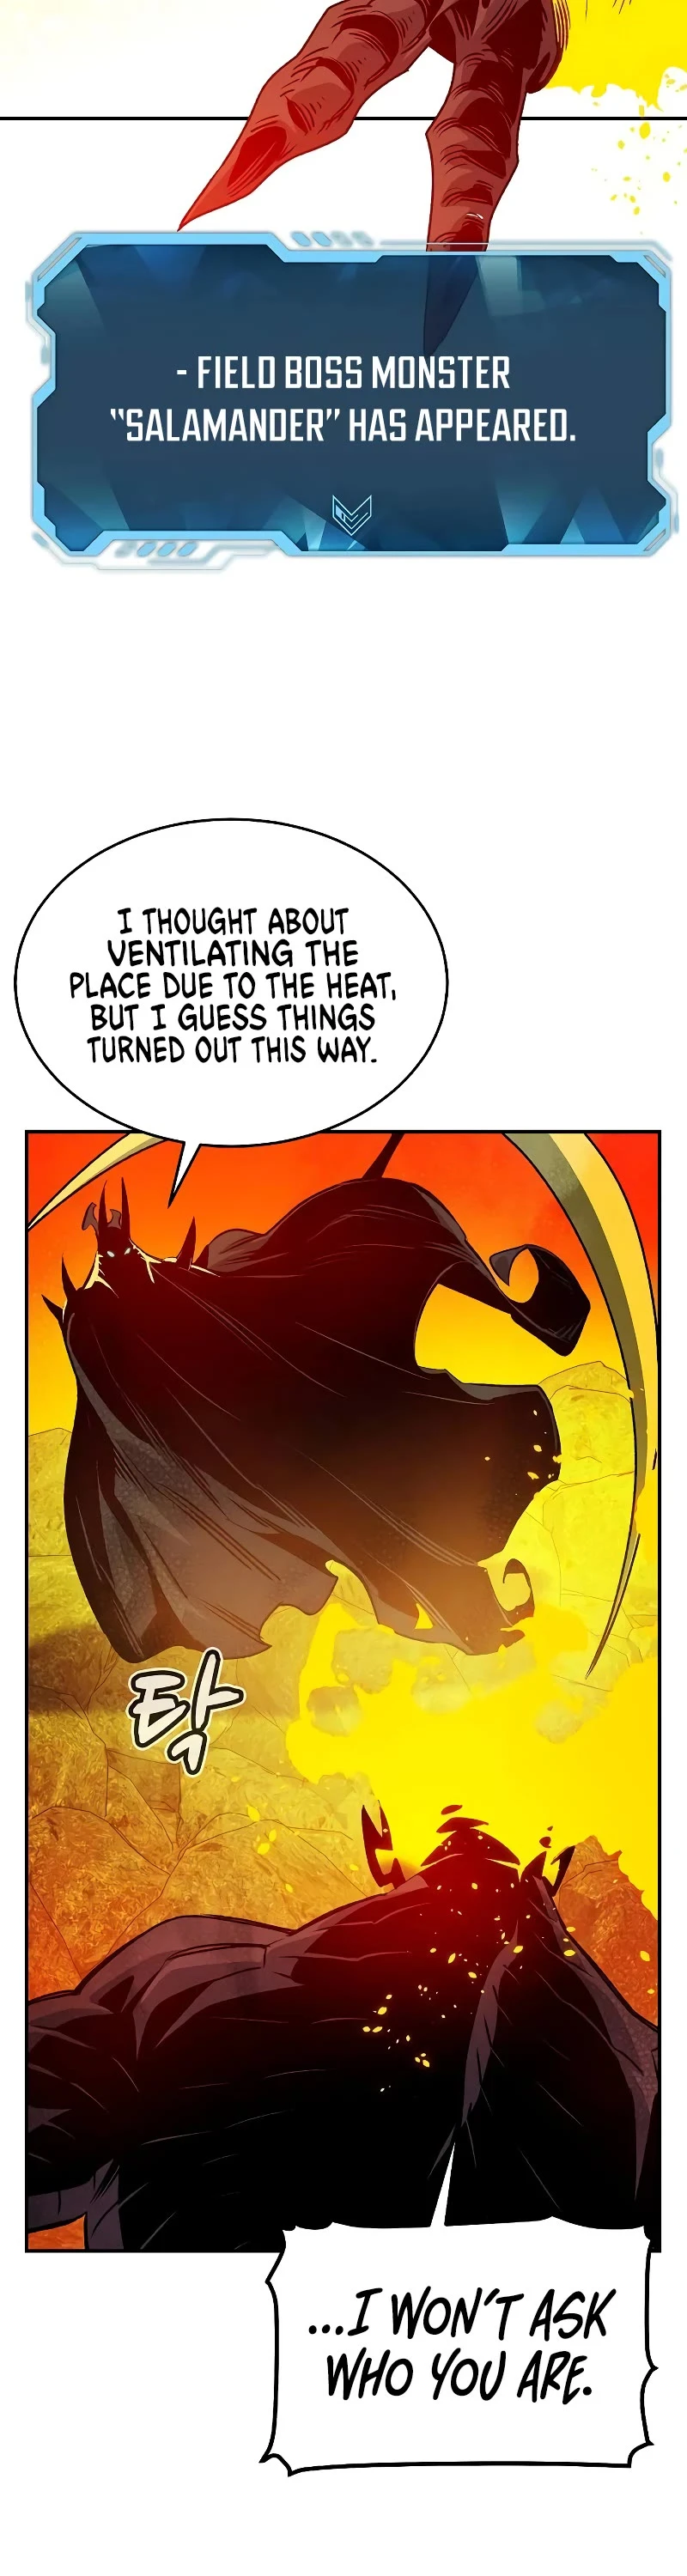 - FIELD BOSS MONSTER
"SALAMANDER" HAS APPEARED.
I THOUGHT ABOUT
VENTILATING THE
PLACE DUE TO THE HEAT,
BUT I GUESS THINGS
TURNED OUT THIS WAY.
탁
...I WON'T ASK
WHO YOU ARE.